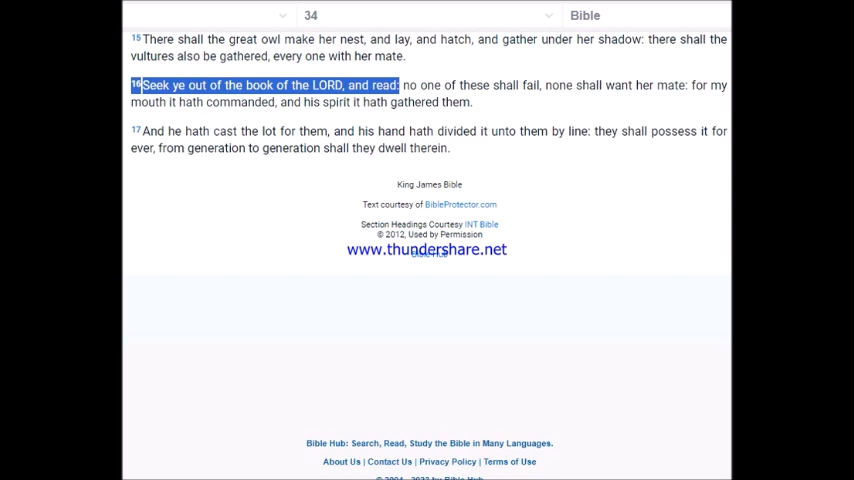 34
Bible
15 There shall the great owl make her nest, and lay, and hatch, and gather under her shadow: there shall the
vultures also be gathered, every one with her mate.
16 Seek ye out of the book of the LORD, and read: no one of these shall fail, none shall want her mate: for my
mouth it hath commanded, and his spirit it hath gathered them.
17 And he hath cast the lot for them, and his hand hath divided it unto them by line: they shall possess it for
ever, from generation to generation shall they dwell therein.
King James Bible
Text courtesy of BibleProtector.com
Section Headings Courtesy INT Bible
© 2012, Used by Permission
www.thundershare.net
Bible Hub
Bible Hub: Search, Read, Study the Bible in Many Languages.
About Us | Contact Us | Privacy Policy | Terms of Use